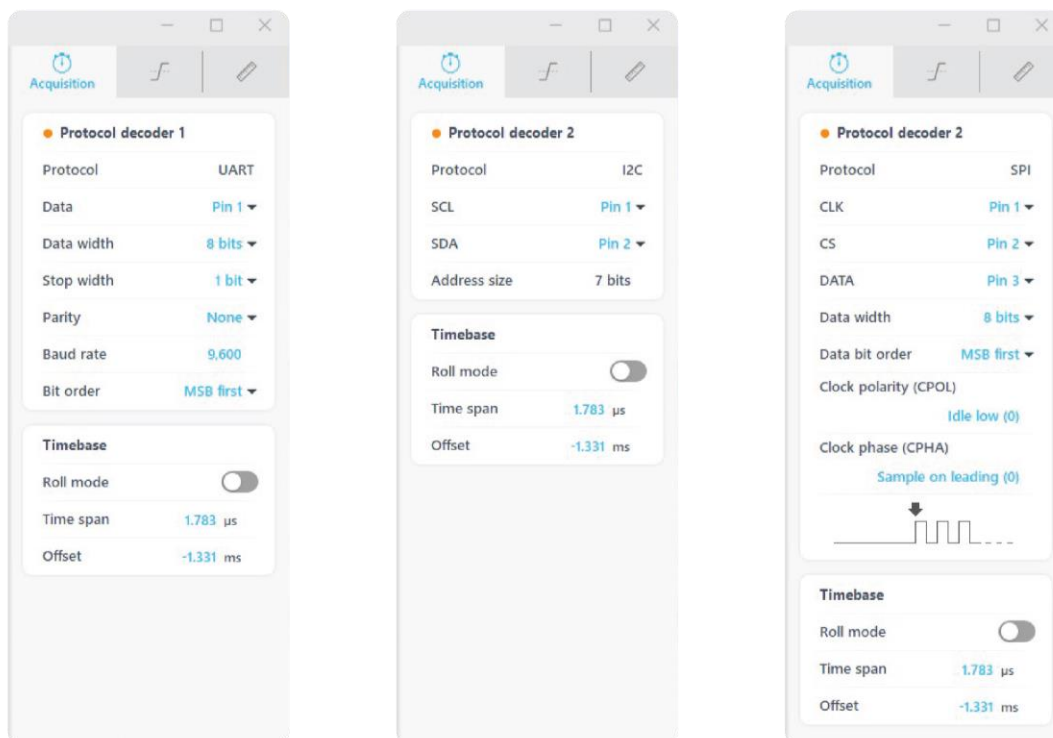 Acquisition
Protocol decoder 1
Protocol UART
Data Pin 1
Data width 8 bits
Stop width 1 bit
Parity None
Baud rate 9,600
Bit order MSB first
Timebase
Roll mode
Time span 1.783 µs
Offset -1.331 ms
Acquisition
Protocol decoder 2
Protocol I2C
SCL Pin 1
SDA Pin 2
Address size 7 bits
Timebase
Roll mode
Time span 1.783 µs
Offset -1.331 ms
Acquisition
Protocol decoder 2
Protocol SPI
CLK Pin 1
CS Pin 2
DATA Pin 3
Data width 8 bits
Data bit order MSB first
Clock polarity (CPOL)
Idle low (0)
Clock phase (CPHA)
Sample on leading (0)
Timebase
Roll mode
Time span 1.783 µs
Offset -1.331 ms